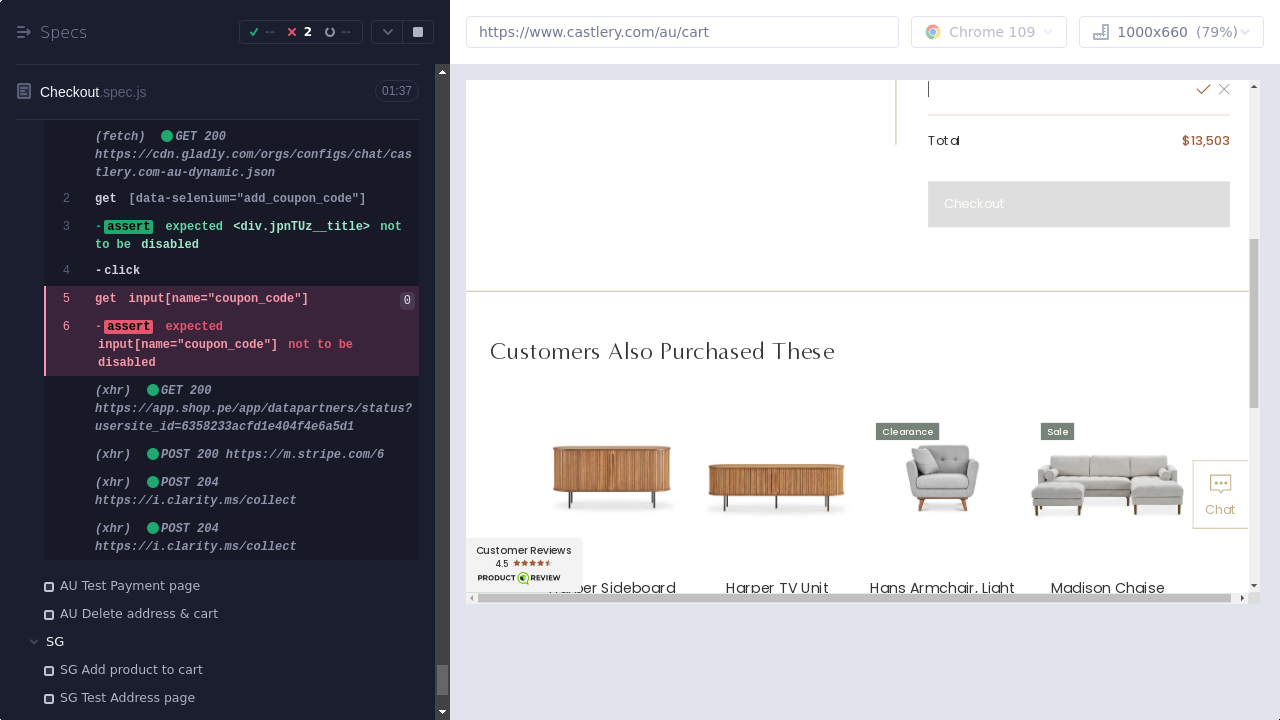 Specs
--
2
--
https://www.castlery.com/au/cart
Chrome 109
1000x660 (79%)
Checkout.spec.js
01:37
(fetch) GET 200
https://cdn.gladly.com/orgs/configs/chat/cas
tlery.com-au-dynamic.json
2 get [data-selenium="add_coupon_code"]
3 -assert expected <div.jpnTUz__title> not
to be disabled
4 -click
5 get input[name="coupon_code"] 0
6 -assert expected
input[name="coupon_code"] not to be
disabled
(xhr) GET 200
https://app.shop.pe/app/datapartners/status?
usersite_id=6358233acfd1e404f4e6a5d1
(xhr) POST 200 https://m.stripe.com/6
(xhr) POST 204
https://i.clarity.ms/collect
(xhr) POST 204
https://i.clarity.ms/collect
AU Test Payment page
AU Delete address & cart
SG
SG Add product to cart
SG Test Address page
Total $13,503
Checkout
Customers Also Purchased These
Clearance
Sale
Chat
Customer Reviews
4.5
PRODUCT REVIEW
Harper Sideboard
Harper TV Unit
Hans Armchair, Light
Madison Chaise